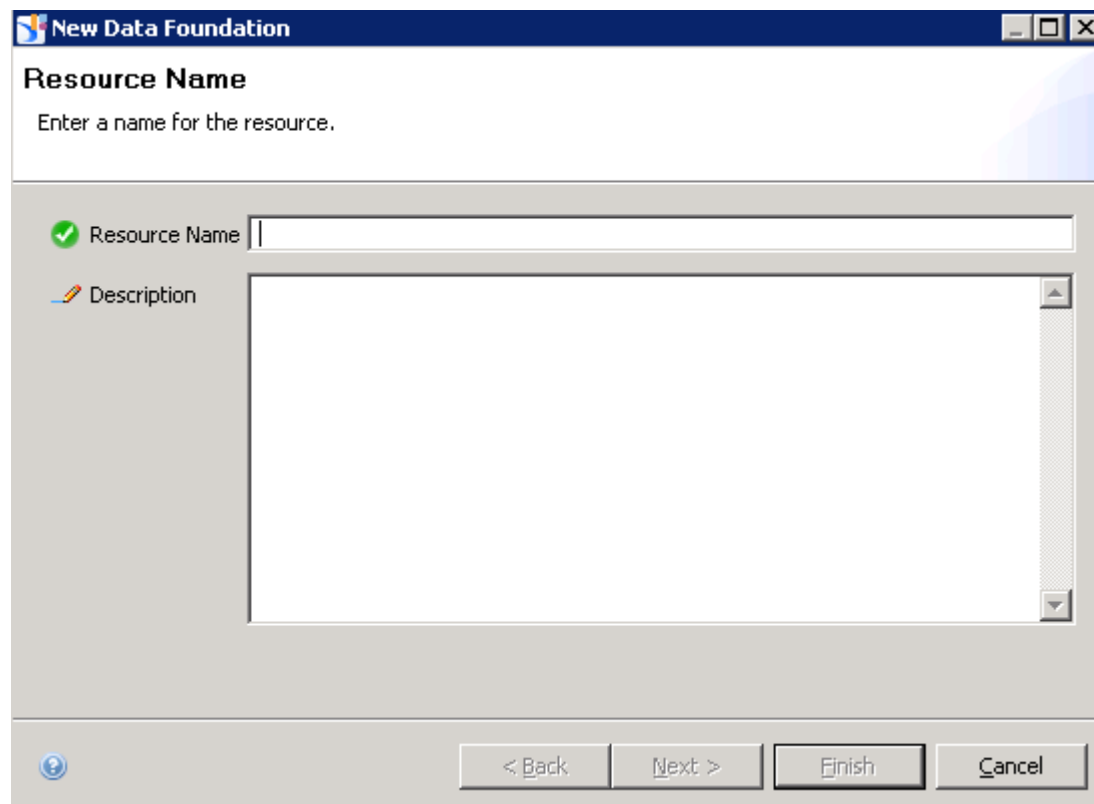 New Data Foundation
Resource Name
Enter a name for the resource.
Resource Name
Description
< Back Next > Finish Cancel